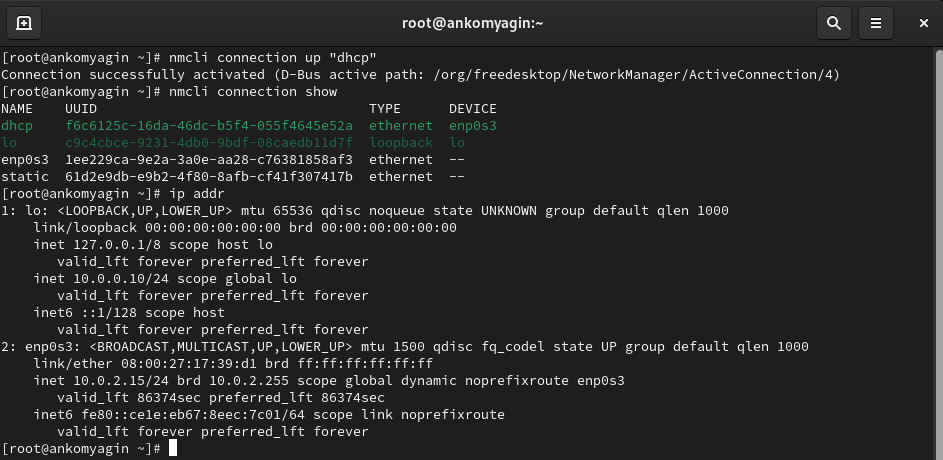 root@ankomyagin:~
[root@ankomyagin ~]# nmcli connection up "dhcp"
Connection successfully activated (D-Bus active path: /org/freedesktop/NetworkManager/ActiveConnection/4)
[root@ankomyagin ~]# nmcli connection show
NAME    UUID                                  TYPE      DEVICE
dhcp    f6c6125c-16da-46dc-b5f4-055f4645e52a  ethernet  enp0s3
lo      c9c4cbce-9231-4db0-9bdf-08caedb11d7f  loopback  lo
enp0s3  1ee229ca-9e2a-3a0e-aa28-c76381858af3  ethernet  --
static  61d2e9db-e9b2-4f80-8afb-cf41f307417b  ethernet  --
[root@ankomyagin ~]# ip addr
1: lo: <LOOPBACK,UP,LOWER_UP> mtu 65536 qdisc noqueue state UNKNOWN group default qlen 1000
    link/loopback 00:00:00:00:00:00 brd 00:00:00:00:00:00
    inet 127.0.0.1/8 scope host lo
       valid_lft forever preferred_lft forever
    inet 10.0.0.10/24 scope global lo
       valid_lft forever preferred_lft forever
    inet6 ::1/128 scope host
       valid_lft forever preferred_lft forever
2: enp0s3: <BROADCAST,MULTICAST,UP,LOWER_UP> mtu 1500 qdisc fq_codel state UP group default qlen 1000
    link/ether 08:00:27:17:39:d1 brd ff:ff:ff:ff:ff:ff
    inet 10.0.2.15/24 brd 10.0.2.255 scope global dynamic noprefixroute enp0s3
       valid_lft 86374sec preferred_lft 86374sec
    inet6 fe80::ce1e:eb67:8eec:7c01/64 scope link noprefixroute
       valid_lft forever preferred_lft forever
[root@ankomyagin ~]#